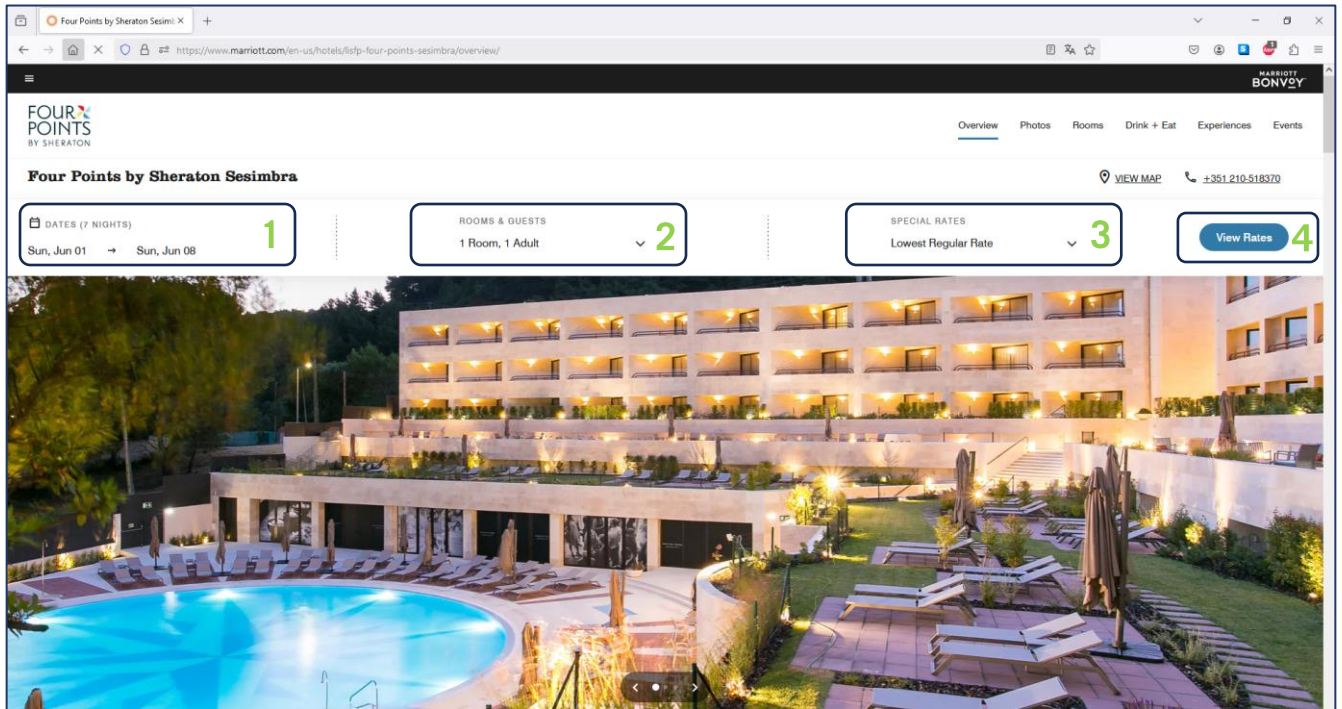 Four Points by Sheraton Sesim
https://www.marriott.com/en-us/hotels/lisfp-four-points-sesimbra/overview/
MARRIOTT
BONVOY
FOUR
POINTS
BY SHERATON
Overview Photos Rooms Drink + Eat Experiences Events
Four Points by Sheraton Sesimbra
VIEW MAP +351 210-518370
DATES (7 NIGHTS)
Sun, Jun 01 → Sun, Jun 08
1
ROOMS & GUESTS
1 Room, 1 Adult
2
SPECIAL RATES
Lowest Regular Rate
3
View Rates
4